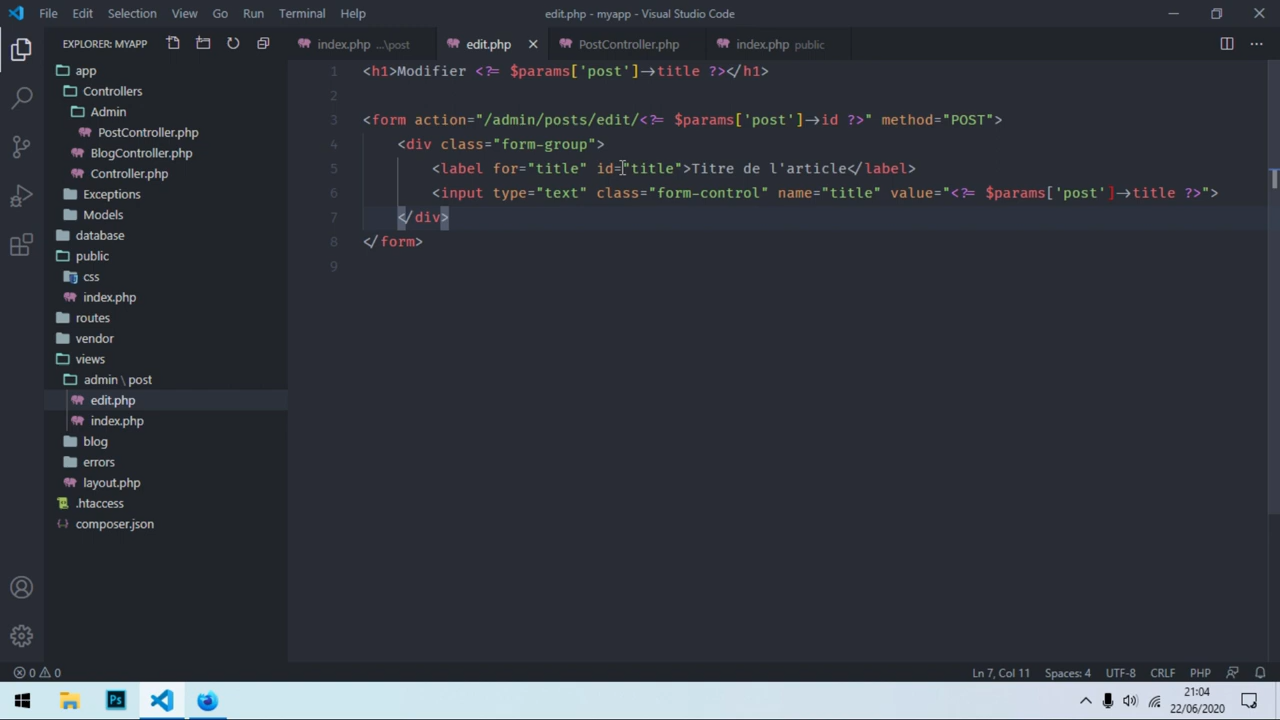 File Edit Selection View Go Run Terminal Help edit.php - myapp - Visual Studio Code
EXPLORER: MYAPP
index.php ...\post edit.php PostController.php index.php public
app
Controllers
Admin
PostController.php
BlogController.php
Controller.php
Exceptions
Models
database
public
css
index.php
routes
vendor
views
admin \ post
edit.php
index.php
blog
errors
layout.php
.htaccess
composer.json
1 <h1>Modifier <?= $params['post']->title ?></h1>
2
3 <form action="/admin/posts/edit/<?= $params['post']->id ?>" method="POST">
4 <div class="form-group">
5 <label for="title" id="title">Titre de l'article</label>
6 <input type="text" class="form-control" name="title" value="<?= $params['post']->title ?>">
7 </div>
8 </form>
9
0 0 Ln 7, Col 11 Spaces: 4 UTF-8 CRLF PHP
Ps
21:04
22/06/2020